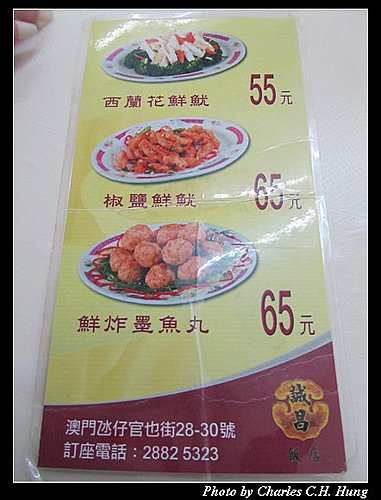 西蘭花鮮魷 55元
椒鹽鮮魷 65元
鮮炸墨魚丸 65元
誠昌
飯店
澳門氹仔官也街28-30號
訂座電話：2882 5323
Photo by Charles C.H. Hung